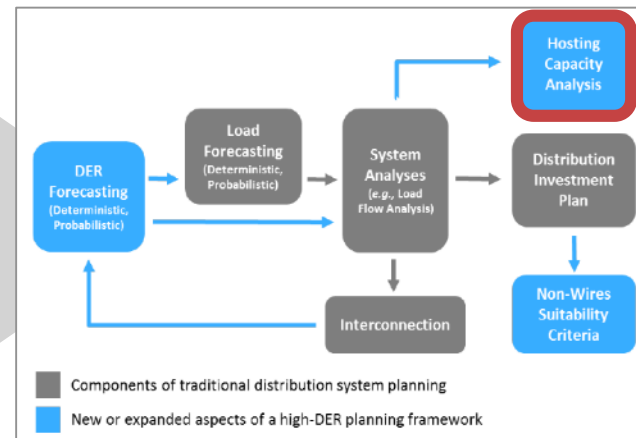 Hosting
Capacity
Analysis
Load
Forecasting
(Deterministic,
Probabilistic)
System
Analyses
(e.g., Load
Flow Analysis)
Distribution
Investment
Plan
DER
Forecasting
(Deterministic,
Probabilistic)
Interconnection
Non-Wires
Suitability
Criteria
Components of traditional distribution system planning
New or expanded aspects of a high-DER planning framework